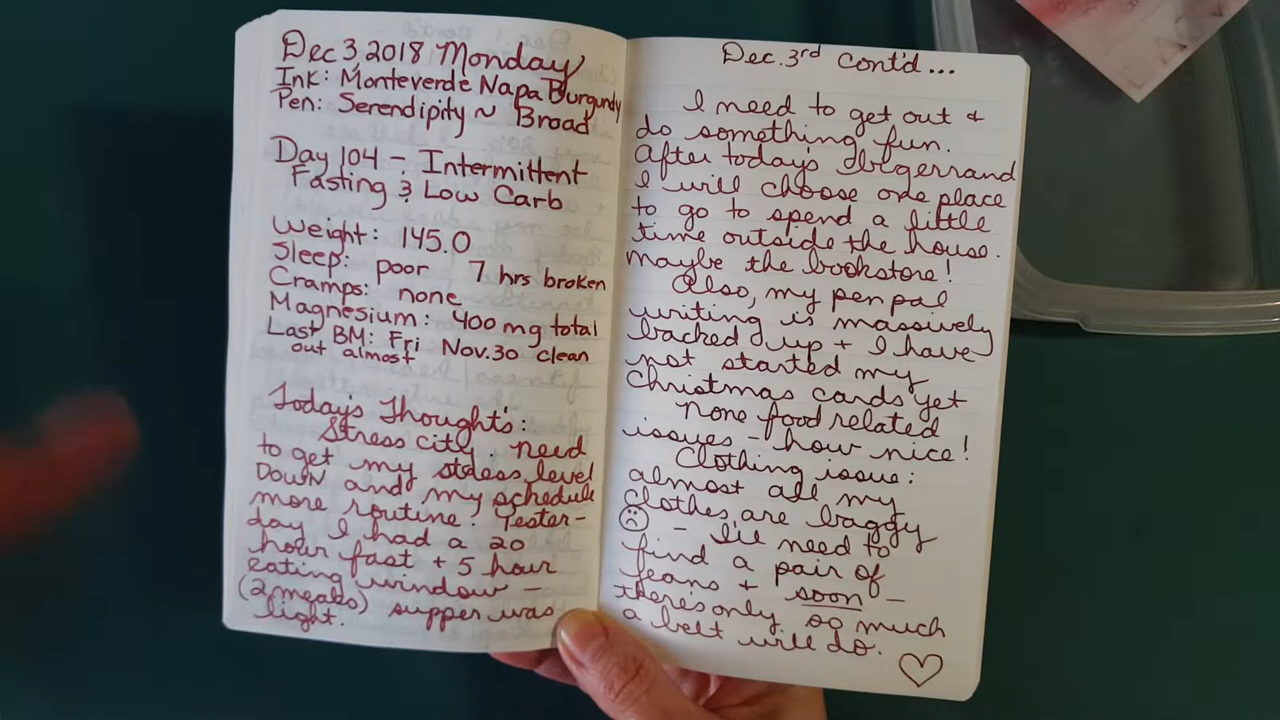 Dec 3 2018 Monday
Ink: Monteverde Napa Burgundy
Pen: Serendipity ~ Broad
Day 104 - Intermittent
Fasting & Low Carb
Weight: 145.0
Sleep: poor 7 hrs broken
Cramps: none
Magnesium: 400 mg total
Last BM: Fri Nov. 30 clean
out almost
Today's Thought's:
Stress city. need
to get my stress level
DOWN and my schedule
more routine. Yester-
day I had a 20
hour fast + 5 hour
eating window -
(2 meals) supper was
light.
Dec. 3rd cont'd...
I need to get out +
do something fun.
After today's big errand
I will choose one place
to go to spend a little
time outside the house.
maybe the bookstore!
Also, my pen pal
writing is massively
backed up + I have
not started my
Christmas cards yet
none food related
issues - how nice!
Clothing issue:
almost all my
clothes are baggy
☹ - I'll need to
find a pair of
jeans + soon -
there's only so much
a belt will do.
♡